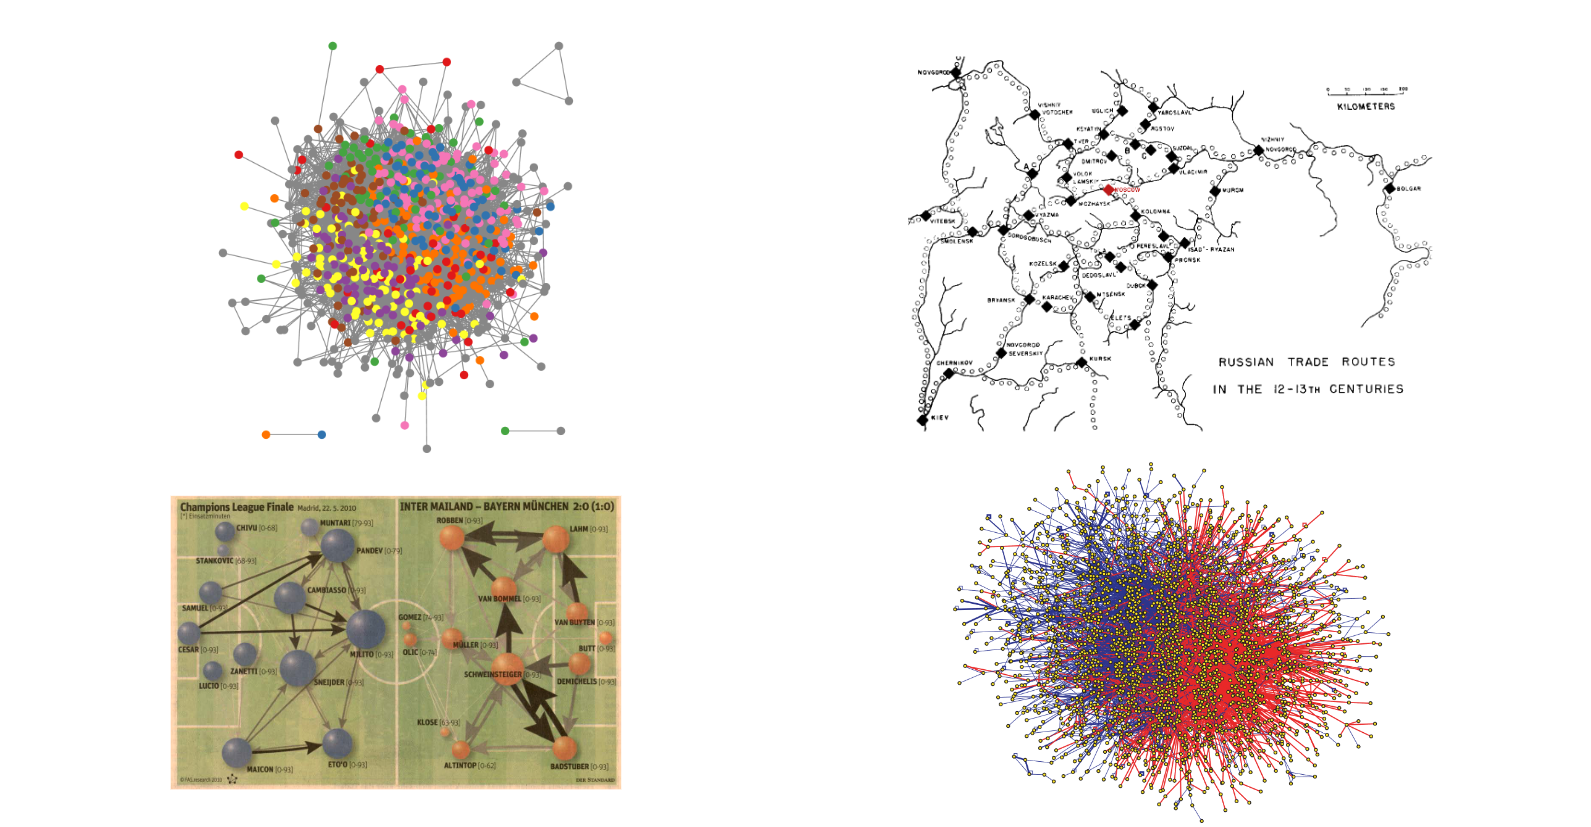 NOVGOROD
VISHNIY
VOTOCHEK
UGLICH
YAROSLAVL
ROSTOV
KSYATIN
TVER
DMITROV
B
C
SUZDAL
VLADIMIR
NIZHNIY
NOVGOROD
A
VOLOK
LAMSKIY
MOSCOW
MOZHAYSK
MUROM
BOLGAR
VITEBSK
VYAZMA
KOLOMNA
SMOLENSK
DOROGOBUSCH
PERESLAVL
ISAD'-RYAZAN
PRONSK
KOZELSK
DEDOSLAVL
DUBOK
BRYANSK
KARACHEV
MTSENSK
ELETS
NOVGOROD
SEVERSKIY
KURSK
CHERNIKOV
KIEV
KILOMETERS
RUSSIAN TRADE ROUTES
IN THE 12-13TH CENTURIES
Champions League Finale Madrid, 22. 5. 2010
[*] Einsatzminuten
INTER MAILAND – BAYERN MÜNCHEN 2:0 (1:0)
CHIVU [0-68]
MUNTARI [79-93]
PANDEV [0-79]
STANKOVIC [68-93]
CAMBIASSO [0-93]
SAMUEL [0-93]
CESAR [0-93]
MILITO [0-93]
ZANETTI [0-93]
LUCIO [0-93]
SNEIJDER [0-93]
MAICON [0-93]
ETO'O [0-93]
ROBBEN [0-93]
LAHM [0-93]
VAN BOMMEL [0-93]
GOMEZ [74-93]
VAN BUYTEN [0-93]
OLIC [0-74]
MÜLLER [0-93]
BUTT [0-93]
SCHWEINSTEIGER [0-93]
DEMICHELIS [0-93]
KLOSE [63-93]
ALTINTOP [0-62]
BADSTUBER [0-93]
DER STANDARD